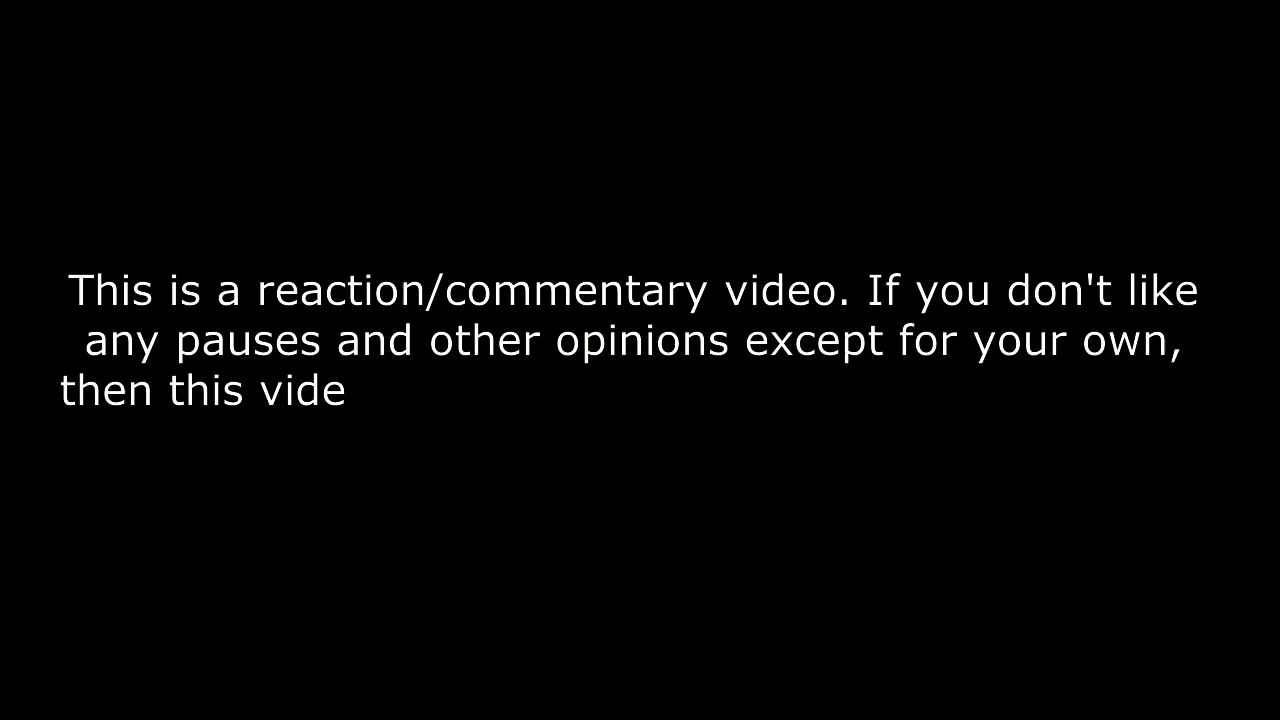 This is a reaction/commentary video. If you don't like
any pauses and other opinions except for your own,
then this vide